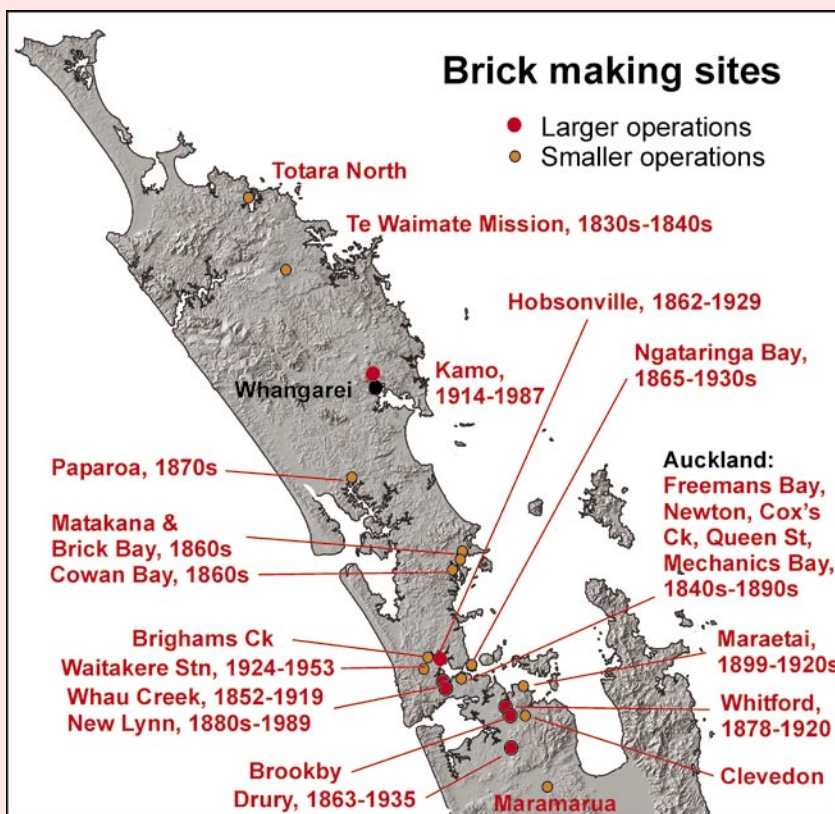 Brick making sites
Larger operations
Smaller operations
Totara North
Te Waimate Mission, 1830s-1840s
Hobsonville, 1862-1929
Ngataringa Bay,
1865-1930s
Kamo,
1914-1987
Whangarei
Auckland:
Freemans Bay,
Newton, Cox's
Ck, Queen St,
Mechanics Bay,
1840s-1890s
Paparoa, 1870s
Matakana &
Brick Bay, 1860s
Cowan Bay, 1860s
Brighams Ck
Waitakere Stn, 1924-1953
Whau Creek, 1852-1919
New Lynn, 1880s-1989
Maraetai,
1899-1920s
Whitford,
1878-1920
Brookby
Drury, 1863-1935
Clevedon
Maramarua